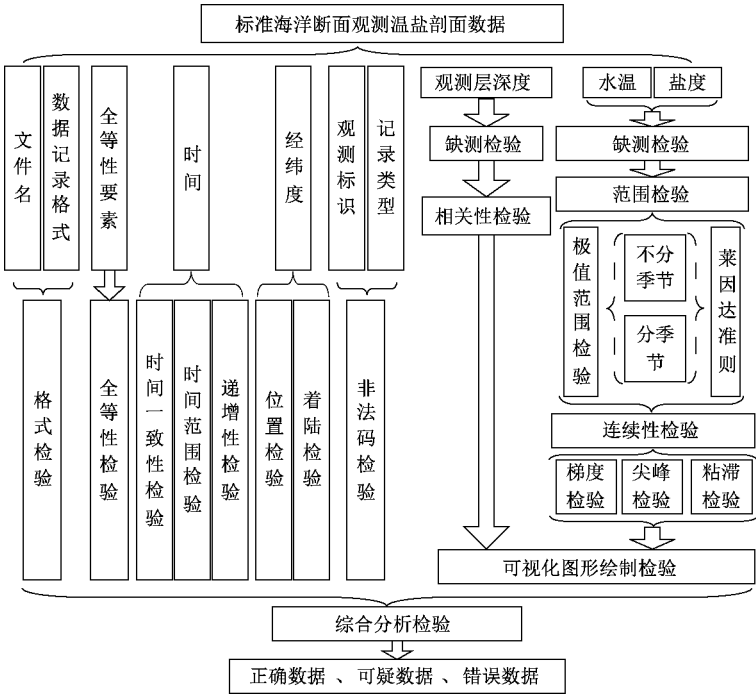 标准海洋断面观测温盐剖面数据
文件名
数据记录格式
全等性要素
时间
经纬度
观测标识
记录类型
观测层深度
水温
盐度
缺测检验
缺测检验
相关性检验
范围检验
极值范围检验
不分
季节
分季
节
莱因达准则
格式检验
全等性检验
时间一致性检验
时间范围检验
递增性检验
位置检验
着陆检验
非法码检验
连续性检验
梯度
检验
尖峰
检验
粘滞
检验
可视化图形绘制检验
综合分析检验
正确数据 、可疑数据 、错误数据